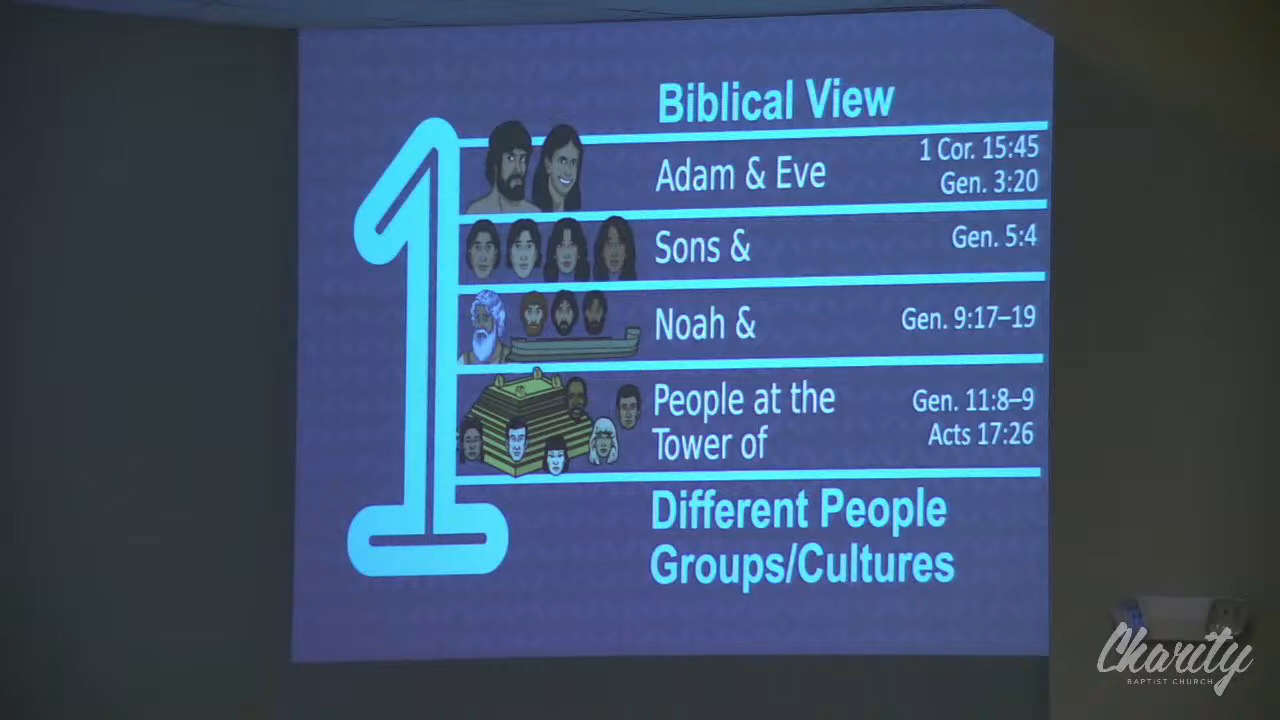 Biblical View
Adam & Eve
1 Cor. 15:45
Gen. 3:20
Sons &
Gen. 5:4
Noah &
Gen. 9:17–19
People at the
Tower of
Gen. 11:8–9
Acts 17:26
Different People
Groups/Cultures
1
Charity
BAPTIST CHURCH